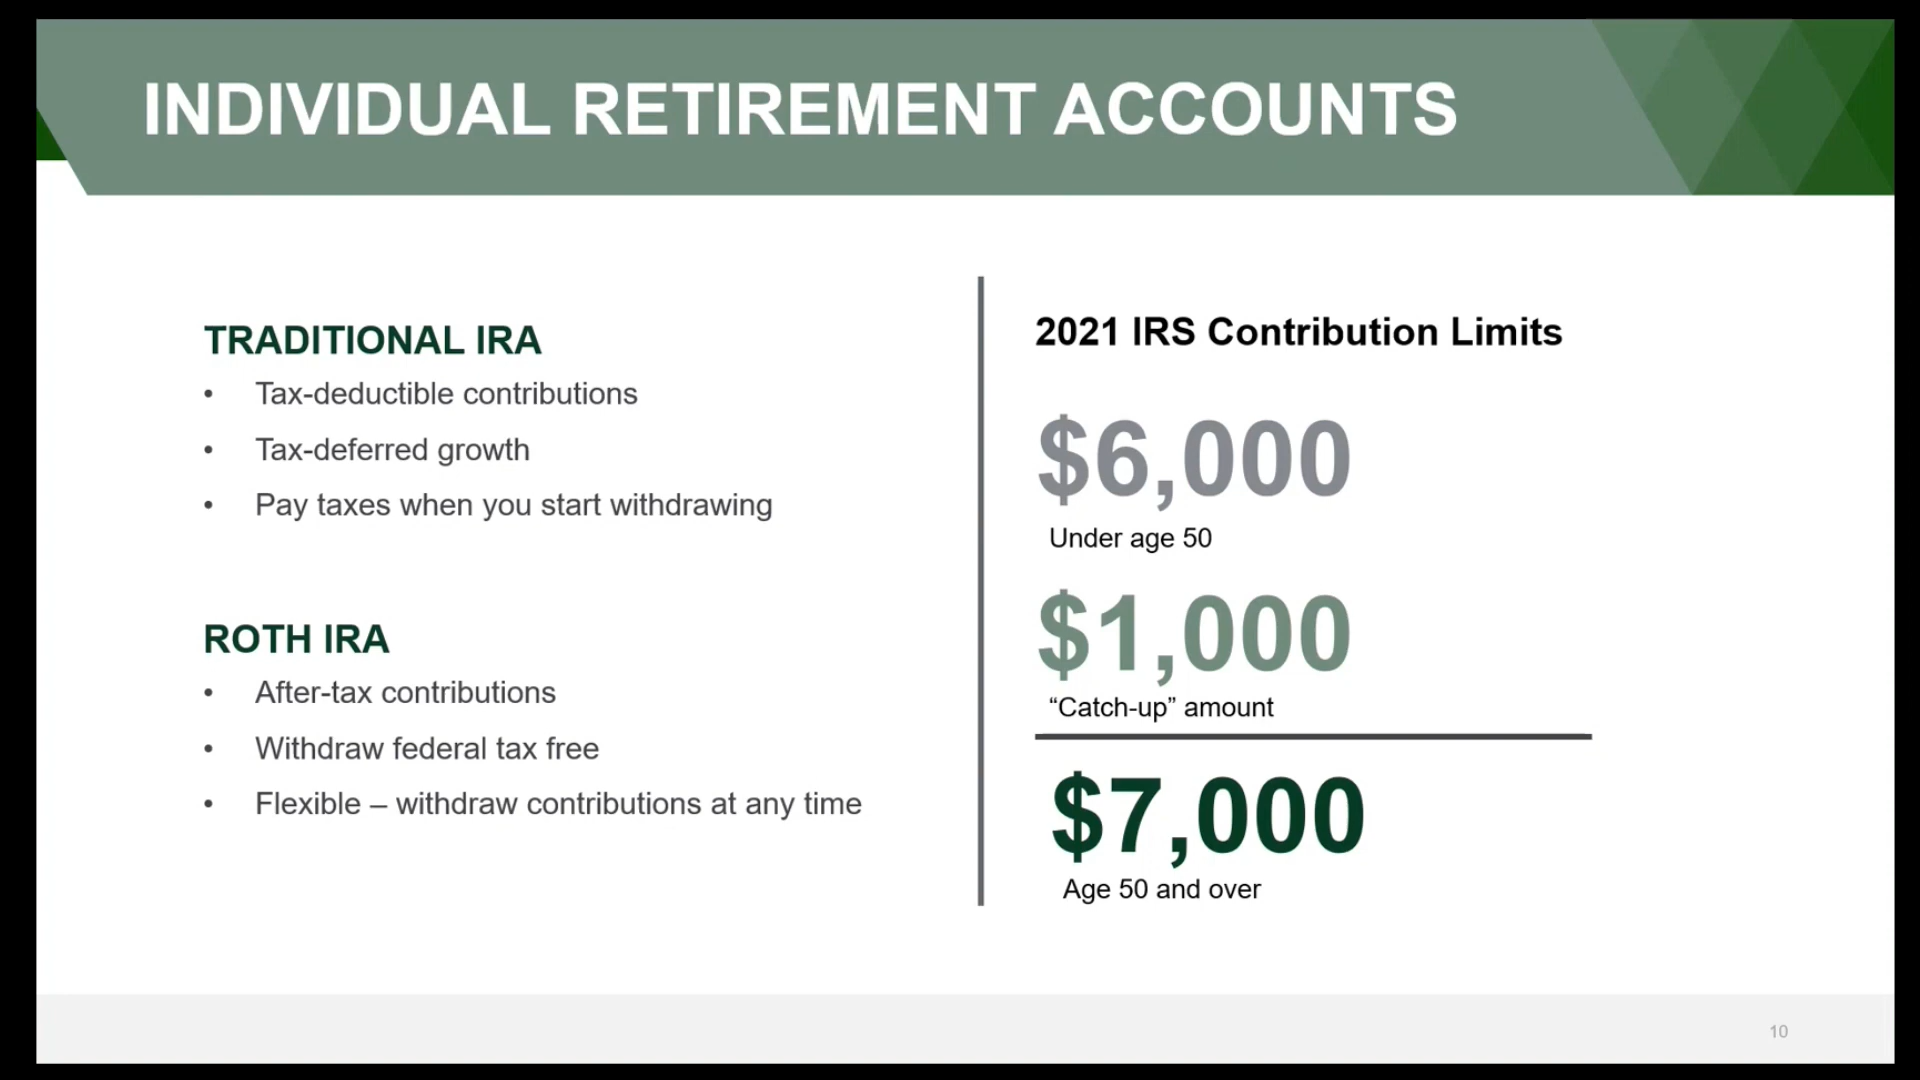 INDIVIDUAL RETIREMENT ACCOUNTS
TRADITIONAL IRA
• Tax-deductible contributions
• Tax-deferred growth
• Pay taxes when you start withdrawing
ROTH IRA
• After-tax contributions
• Withdraw federal tax free
• Flexible – withdraw contributions at any time
2021 IRS Contribution Limits
$6,000
Under age 50
$1,000
“Catch-up” amount
$7,000
Age 50 and over
10